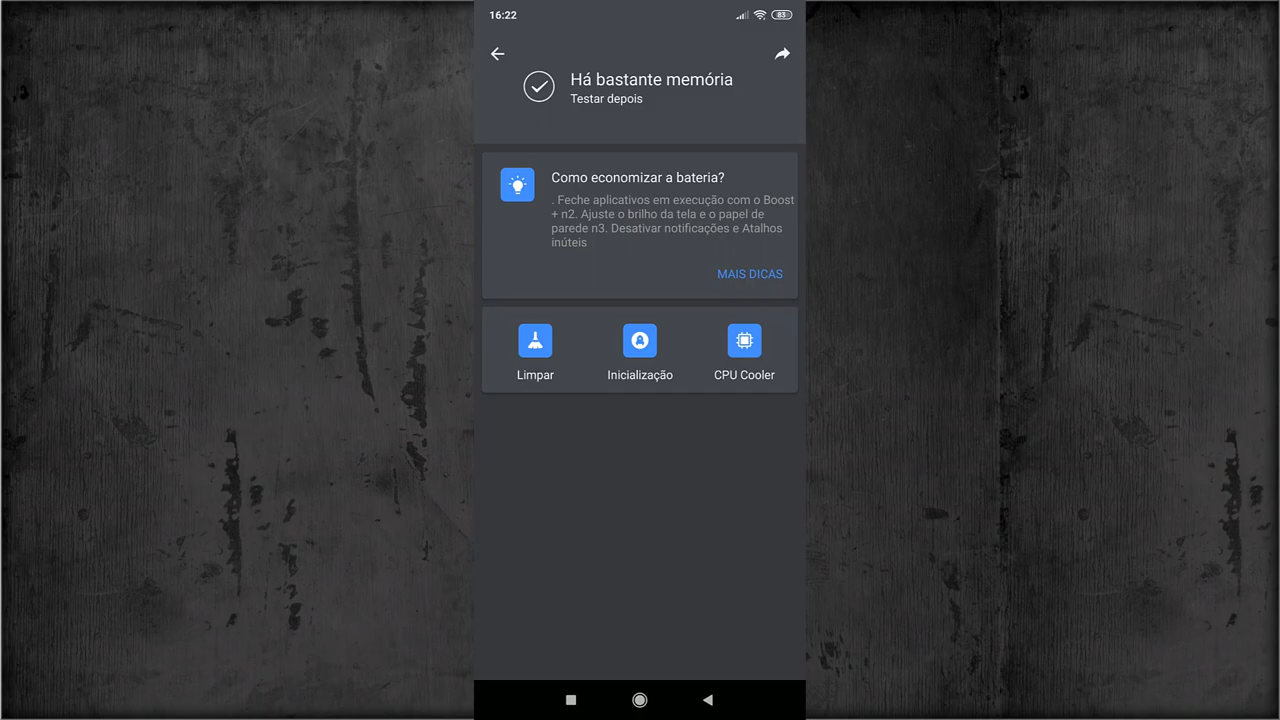 16:22
83
Há bastante memória
Testar depois
Como economizar a bateria?
. Feche aplicativos em execução com o Boost
+ n2. Ajuste o brilho da tela e o papel de
parede n3. Desativar notificações e Atalhos
inúteis
MAIS DICAS
Limpar
Inicialização
CPU Cooler